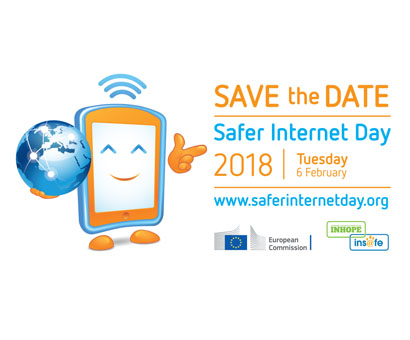 SAVE the DATE
Safer Internet Day
2018 | Tuesday
6 February
www.saferinternetday.org
European
Commission
INHOPE
insafe